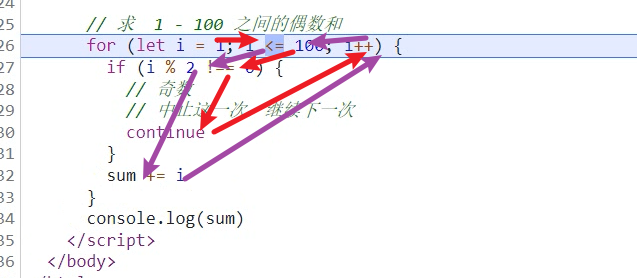 24
25 // 求 1 - 100 之间的偶数和
26 for (let i = 1; i <= 100; i++) {
27 if (i % 2 !== 0) {
28 // 奇数
29 // 中止这一次 继续下一次
30 continue
31 }
32 sum += i
33 }
34 console.log(sum)
35 </script>
36 </body>